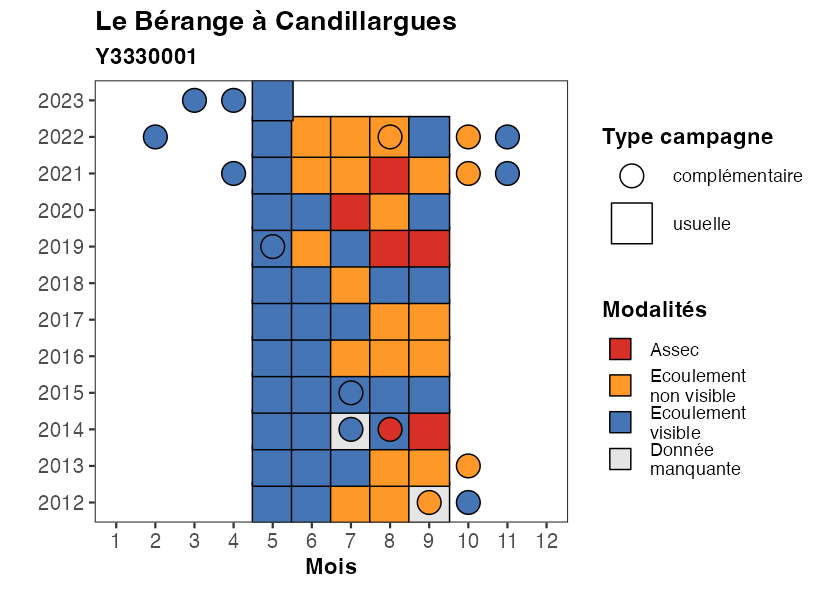 Le Bérange à Candillargues
Y3330001
2023
2022
2021
2020
2019
2018
2017
2016
2015
2014
2013
2012
1 2 3 4 5 6 7 8 9 10 11 12
Mois
Type campagne
complémentaire
usuelle
Modalités
Assec
Ecoulement
non visible
Ecoulement
visible
Donnée
manquante